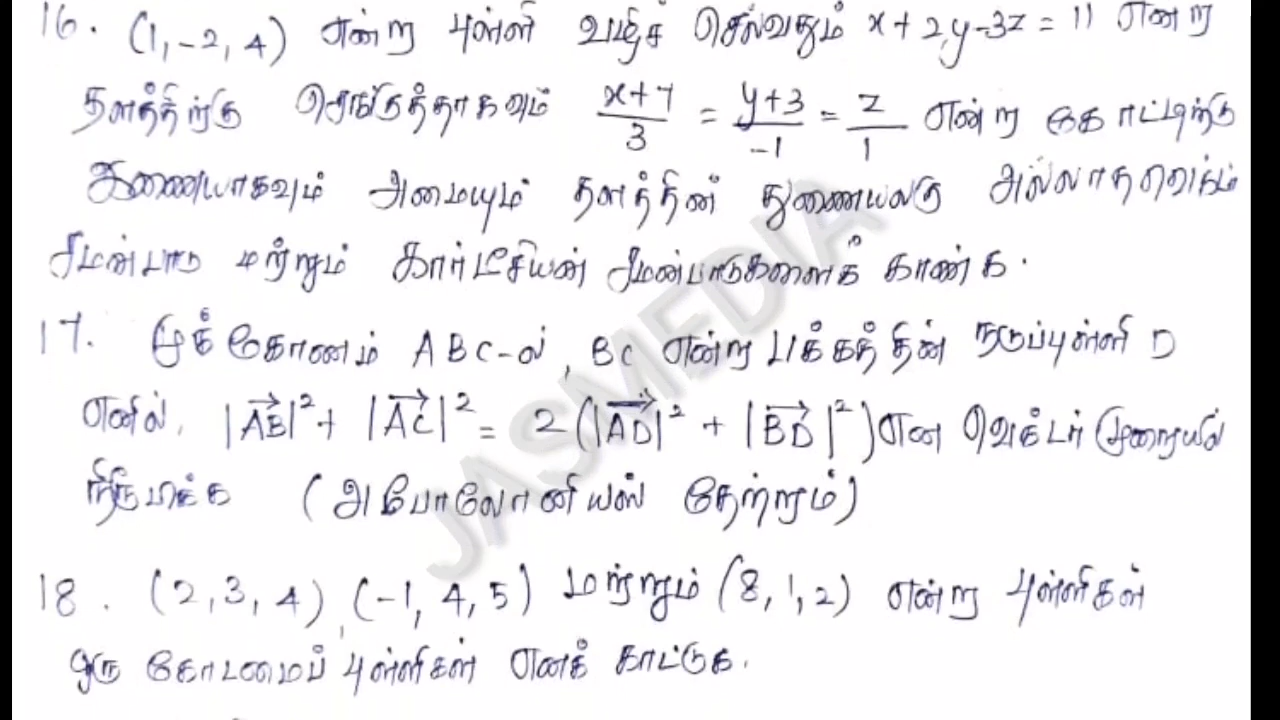 16. (1,-2,4) என்ற புள்ளி வழிச் செல்வதும் x+2y-3z = 11 என்ற
தளத்திற்கு செங்குத்தாகவும் x+7/3 = y+3/-1 = z/1 என்ற கோட்டிற்கு
இணையாகவும் அமையும் தளத்தின் துணையலகு அல்லாத வெக்டர்
சமன்பாடு மற்றும் கார்டீசியன் சமன்பாடுகளைக் காண்க.
17. முக்கோணம் ABC-ல், BC என்ற பக்கத்தின் நடுப்புள்ளி D
எனில், |AB→|² + |AC→|² = 2(|AD→|² + |BD→|²) என வெக்டர் முறையில்
நிரூபிக்க (அபோலோனியஸ் தேற்றம்)
18. (2,3,4), (-1,4,5) மற்றும் (8,1,2) என்ற புள்ளிகள்
ஒரு கோடமைப் புள்ளிகள் எனக் காட்டுக.
JASMEDIA